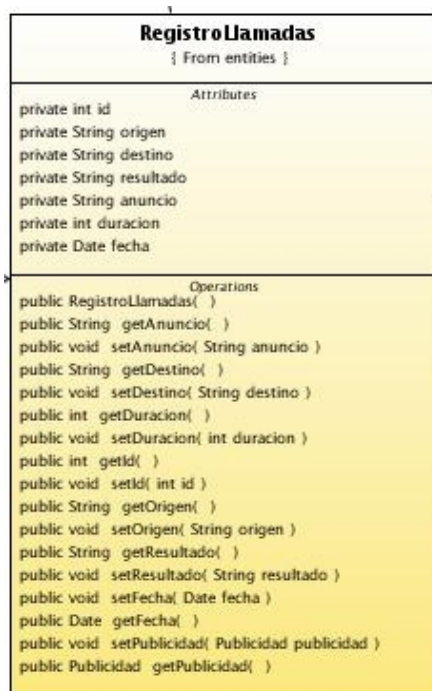 RegistroLlamadas
{ From entities }
Attributes
private int id
private String origen
private String destino
private String resultado
private String anuncio
private int duracion
private Date fecha
Operations
public RegistroLlamadas( )
public String getAnuncio( )
public void setAnuncio( String anuncio )
public String getDestino( )
public void setDestino( String destino )
public int getDuracion( )
public void setDuracion( int duracion )
public int getId( )
public void setId( int id )
public String getOrigen( )
public void setOrigen( String origen )
public String getResultado( )
public void setResultado( String resultado )
public void setFecha( Date fecha )
public Date getFecha( )
public void setPublicidad( Publicidad publicidad )
public Publicidad getPublicidad( )